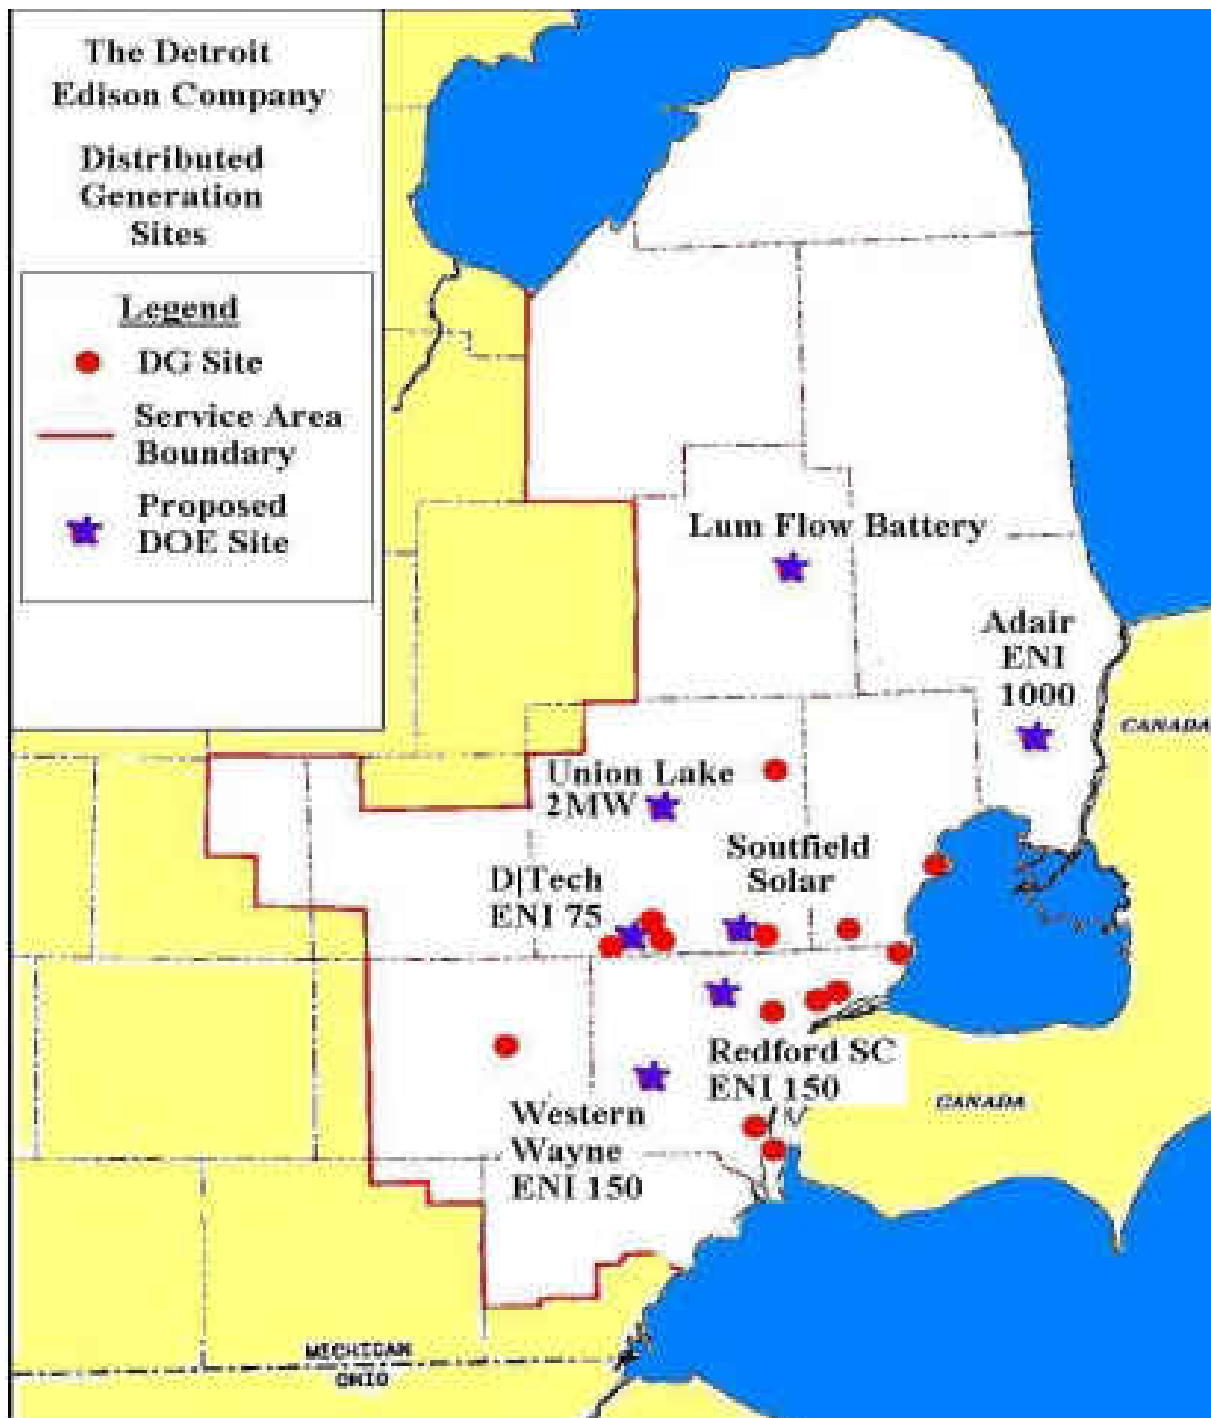 The Detroit
Edison Company
Distributed
Generation
Sites
Legend
DG Site
Service Area
Boundary
Proposed
DOE Site
Lum Flow Battery
Adair
ENI
1000
CANADA
Union Lake
2MW
Soutfield
Solar
D|Tech
ENI 75
Redford SC
ENI 150
CANADA
Western
Wayne
ENI 150
MICHIGAN
OHIO